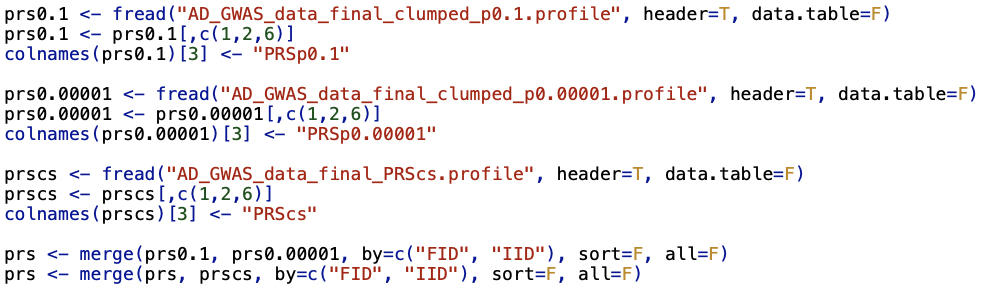 prs0.1 <- fread("AD_GWAS_data_final_clumped_p0.1.profile", header=T, data.table=F)
prs0.1 <- prs0.1[,c(1,2,6)]
colnames(prs0.1)[3] <- "PRSp0.1"

prs0.00001 <- fread("AD_GWAS_data_final_clumped_p0.00001.profile", header=T, data.table=F)
prs0.00001 <- prs0.00001[,c(1,2,6)]
colnames(prs0.00001)[3] <- "PRSp0.00001"

prscs <- fread("AD_GWAS_data_final_PRScs.profile", header=T, data.table=F)
prscs <- prscs[,c(1,2,6)]
colnames(prscs)[3] <- "PRScs"

prs <- merge(prs0.1, prs0.00001, by=c("FID", "IID"), sort=F, all=F)
prs <- merge(prs, prscs, by=c("FID", "IID"), sort=F, all=F)